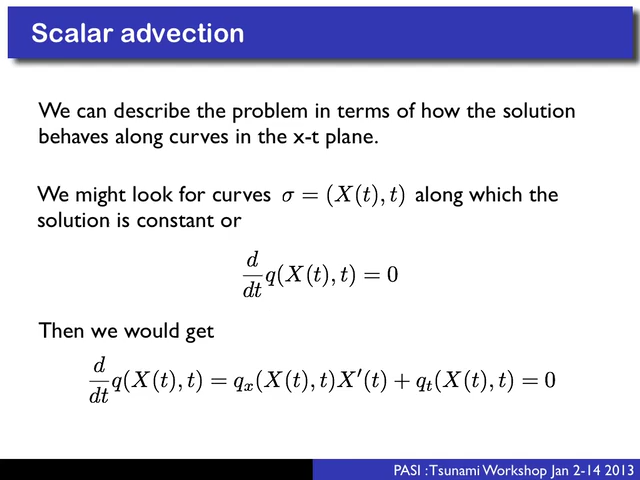 Scalar advection
We can describe the problem in terms of how the solution
behaves along curves in the x-t plane.
We might look for curves σ = (X(t), t) along which the
solution is constant or
d/dt q(X(t), t) = 0
Then we would get
d/dt q(X(t), t) = qₓ(X(t), t)X′(t) + qₜ(X(t), t) = 0
PASI : Tsunami Workshop Jan 2-14 2013